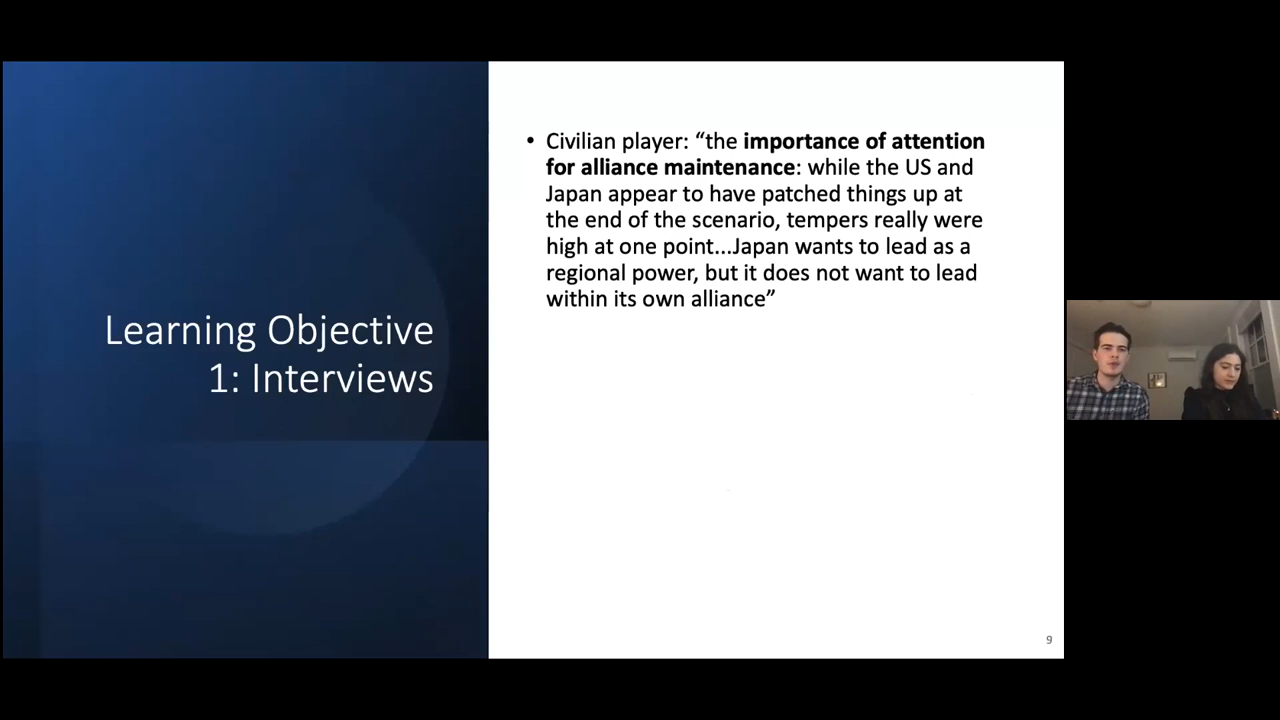 Learning Objective
1: Interviews
• Civilian player: “the importance of attention
for alliance maintenance: while the US and
Japan appear to have patched things up at
the end of the scenario, tempers really were
high at one point...Japan wants to lead as a
regional power, but it does not want to lead
within its own alliance”
9